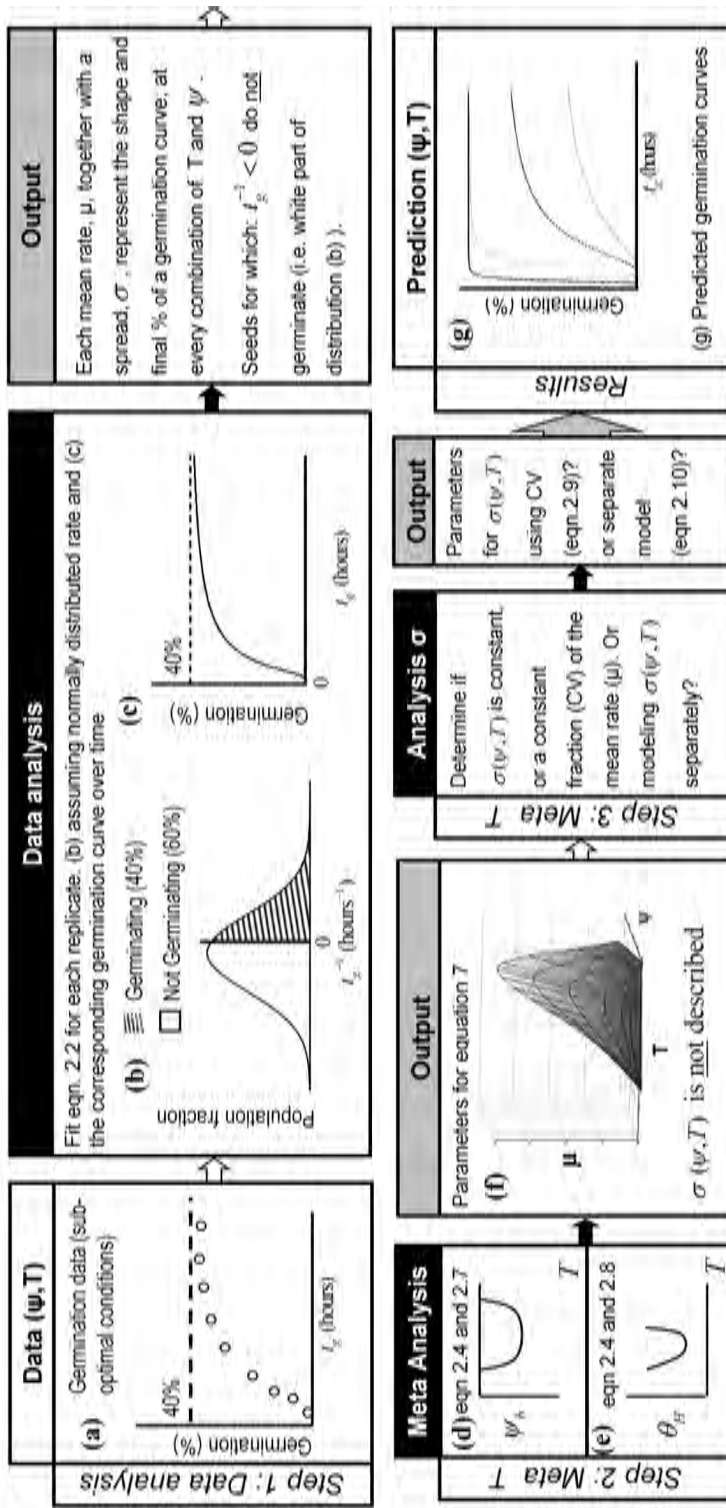 Step 1: Data analysis
Data (ψ,T)
(a)
Germination data (sub-
optimal conditions)
40%
Germination (%)
t_g (hours)
Data analysis
Fit eqn. 2.2 for each replicate. (b) assuming normally distributed rate and (c)
the corresponding germination curve over time
(b)
Germinating (40%)
Not Germinating (60%)
Population fraction
0
t_g^-1 (hours^-1)
(c)
40%
Germination (%)
0
t_g (hours)
Output
Each mean rate, μ, together with a
spread, σ, represent the shape and
final % of a germination curve; at
every combination of T and ψ
Seeds for which: t_g^-1 <0 do not
germinate (i.e. white part of
distribution (b) ).
Step 2: Meta T
Meta Analysis
(d) eqn 2.4 and 2.7
ψ_b
T
(e) eqn 2.4 and 2.8
θ_H
T
Output
Parameters for equation 7
(f)
μ
T
ψ
σ (ψ,T) is not described
Step 3: Meta T
Analysis σ
Determine if
σ(ψ,T) is constant.
or a constant
fraction (CV) of the
mean rate (μ). Or
modeling σ(ψ,T)
separately?
Output
Parameters
for σ(ψ,T)
using CV
(eqn.2.9)?
or separate
model
(eqn 2.10)?
Results
Prediction (ψ,T)
(g)
Germination (%)
t_g (hours)
(g) Predicted germination curves